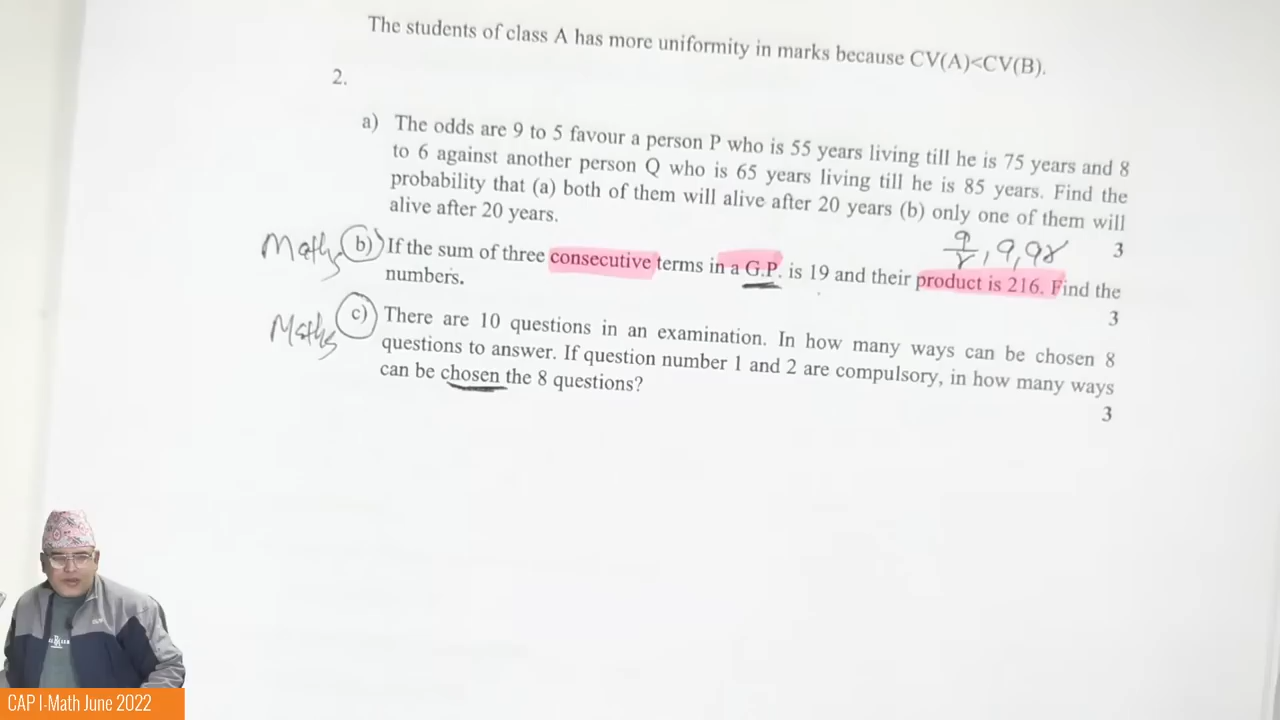 The students of class A has more uniformity in marks because CV(A)<CV(B).
2.
a) The odds are 9 to 5 favour a person P who is 55 years living till he is 75 years and 8
to 6 against another person Q who is 65 years living till he is 85 years. Find the
probability that (a) both of them will alive after 20 years (b) only one of them will
alive after 20 years.
3
a/r, a, ar
Maths b) If the sum of three consecutive terms in a G.P. is 19 and their product is 216. Find the
numbers.
3
Maths c) There are 10 questions in an examination. In how many ways can be chosen 8
questions to answer. If question number 1 and 2 are compulsory, in how many ways
can be chosen the 8 questions?
3
CAP I-Math June 2022